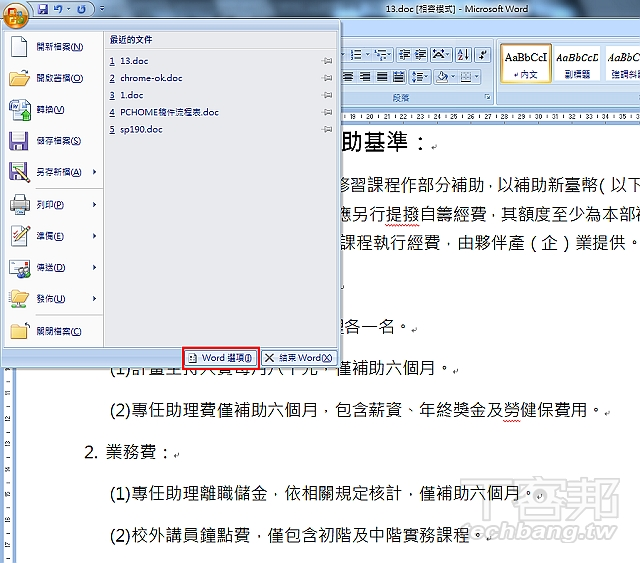 13.doc [相容模式] - Microsoft Word
開新檔案(N)
開啟舊檔(O)
轉換(V)
儲存檔案(S)
另存新檔(A)
列印(P)
準備(E)
傳送(D)
發佈(U)
關閉檔案(C)
最近的文件
1 13.doc
2 chrome-ok.doc
3 1.doc
4 PCHOME稿件流程表.doc
5 sp190.doc
Word 選項(I)
結束 Word(X)
AaBbCcI
AaBbCcD
AaBbC
內文
副標題
強調斜
段落
助基準：
修習課程作部分補助，以補助新臺幣(以下
應另行提撥自籌經費，其額度至少為本部補
課程執行經費，由夥伴產（企）業提供。
各一名。
(1)計畫主持人費每月八千元，僅補助六個月。
(2)專任助理費僅補助六個月，包含薪資、年終獎金及勞健保費用。
2. 業務費：
(1)專任助理離職儲金，依相關規定核計，僅補助六個月。
(2)校外講員鐘點費，僅包含初階及中階實務課程。
T客邦
techbang.tw